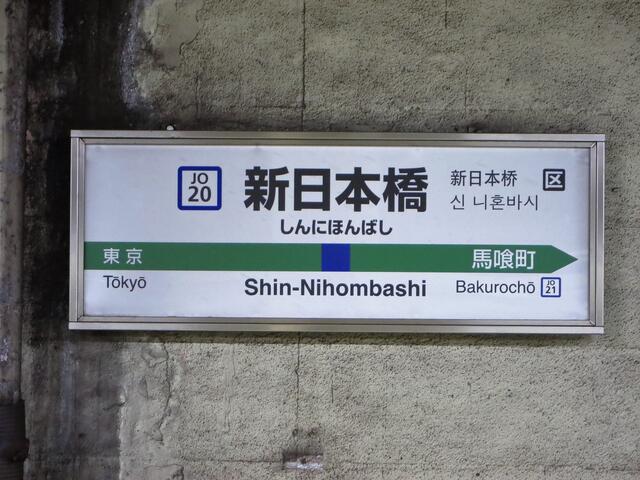 JO
20
新日本橋
しんにほんばし
新日本桥
区
신 니혼바시
東京
馬喰町
Tōkyō
Shin-Nihombashi
Bakurochō
JO
21